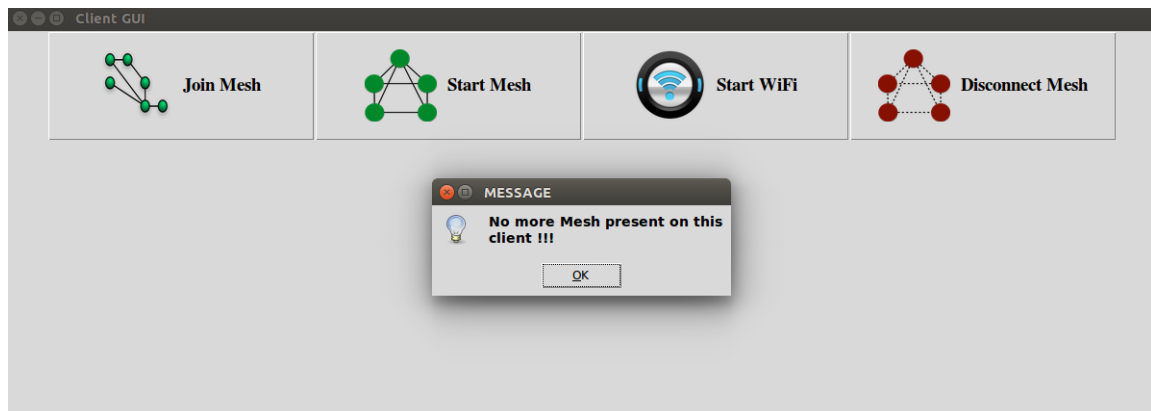 Client GUI
Join Mesh
Start Mesh
Start WiFi
Disconnect Mesh
MESSAGE
No more Mesh present on this
client !!!
OK